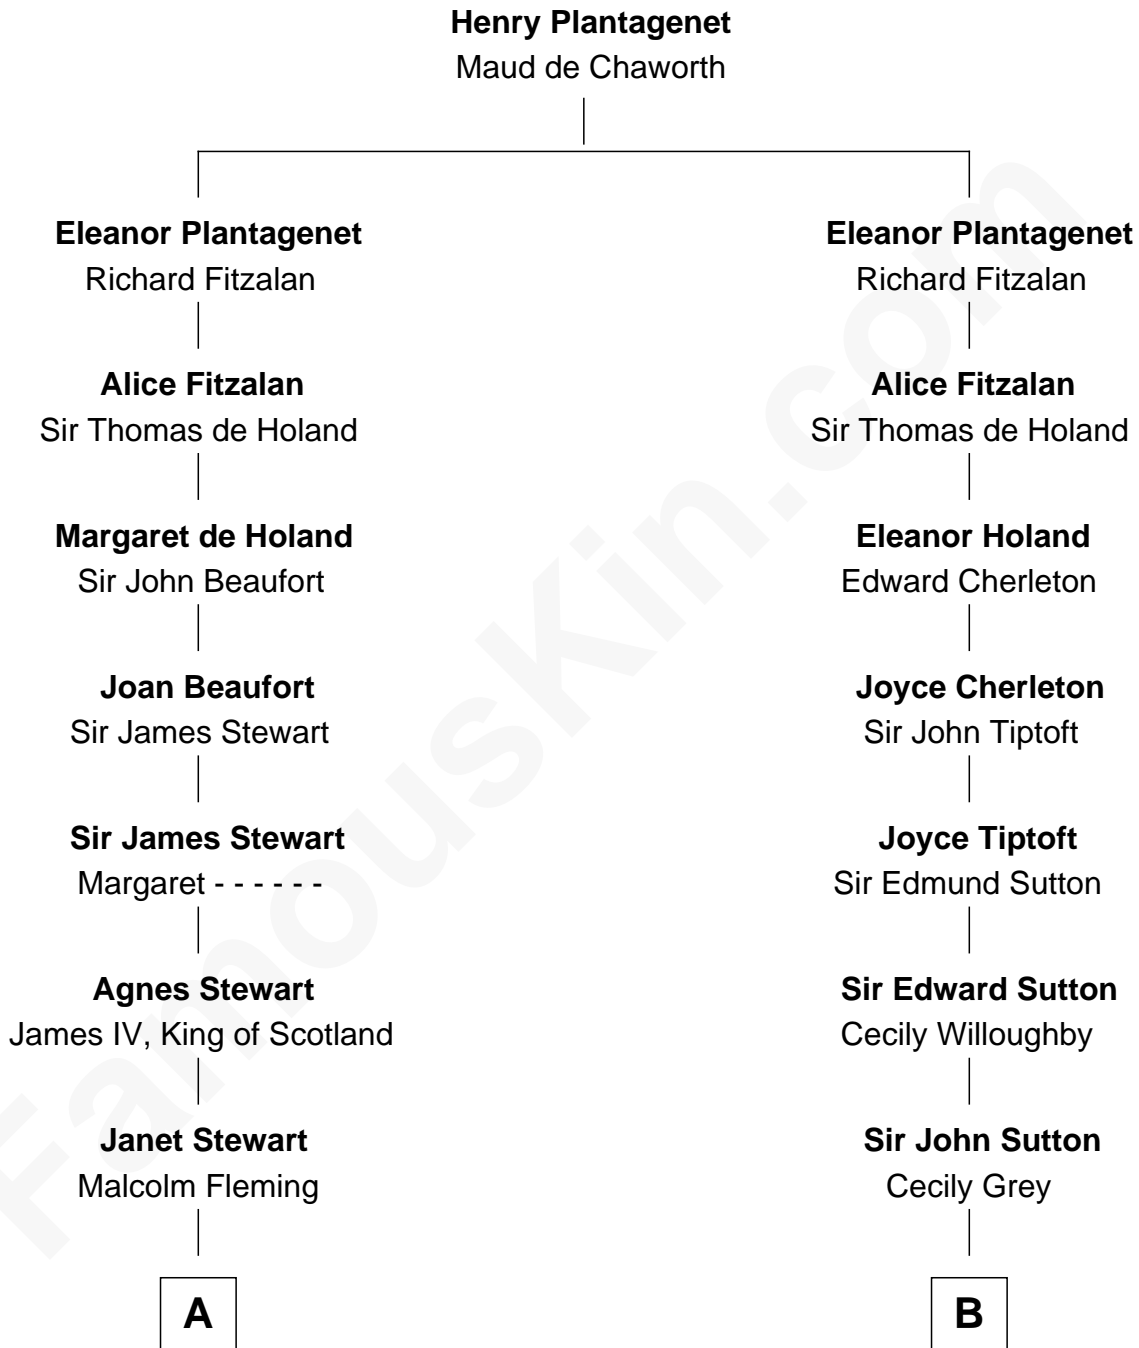 Henry Plantagenet
Maud de Chaworth
Eleanor Plantagenet
Richard Fitzalan
Alice Fitzalan
Sir Thomas de Holand
Margaret de Holand
Sir John Beaufort
Joan Beaufort
Sir James Stewart
Sir James Stewart
Margaret - - - - - -
Agnes Stewart
James IV, King of Scotland
Janet Stewart
Malcolm Fleming
A
Eleanor Plantagenet
Richard Fitzalan
Alice Fitzalan
Sir Thomas de Holand
Eleanor Holand
Edward Cherleton
Joyce Cherleton
Sir John Tiptoft
Joyce Tiptoft
Sir Edmund Sutton
Sir Edward Sutton
Cecily Willoughby
Sir John Sutton
Cecily Grey
B
FamousKin.com